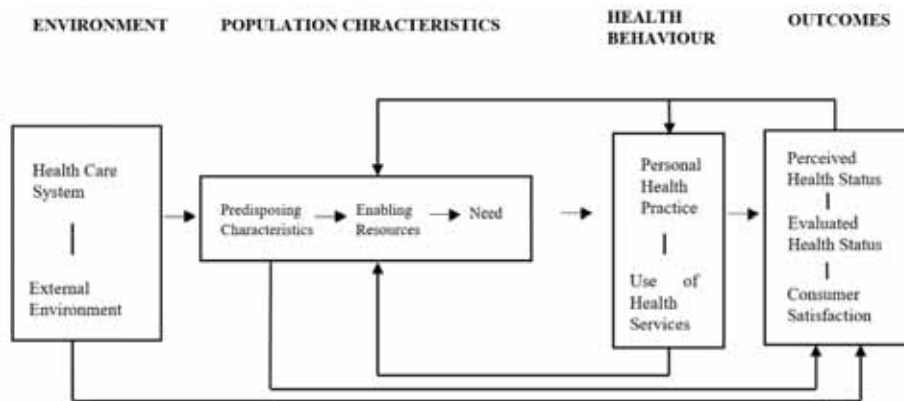 ENVIRONMENT
POPULATION CHRACTERISTICS
HEALTH
BEHAVIOUR
OUTCOMES
Health Care
System
External
Environment
Predisposing
Characteristics
Enabling
Resources
Need
Personal
Health
Practice
Use of
Health
Services
Perceived
Health Status
Evaluated
Health Status
Consumer
Satisfaction